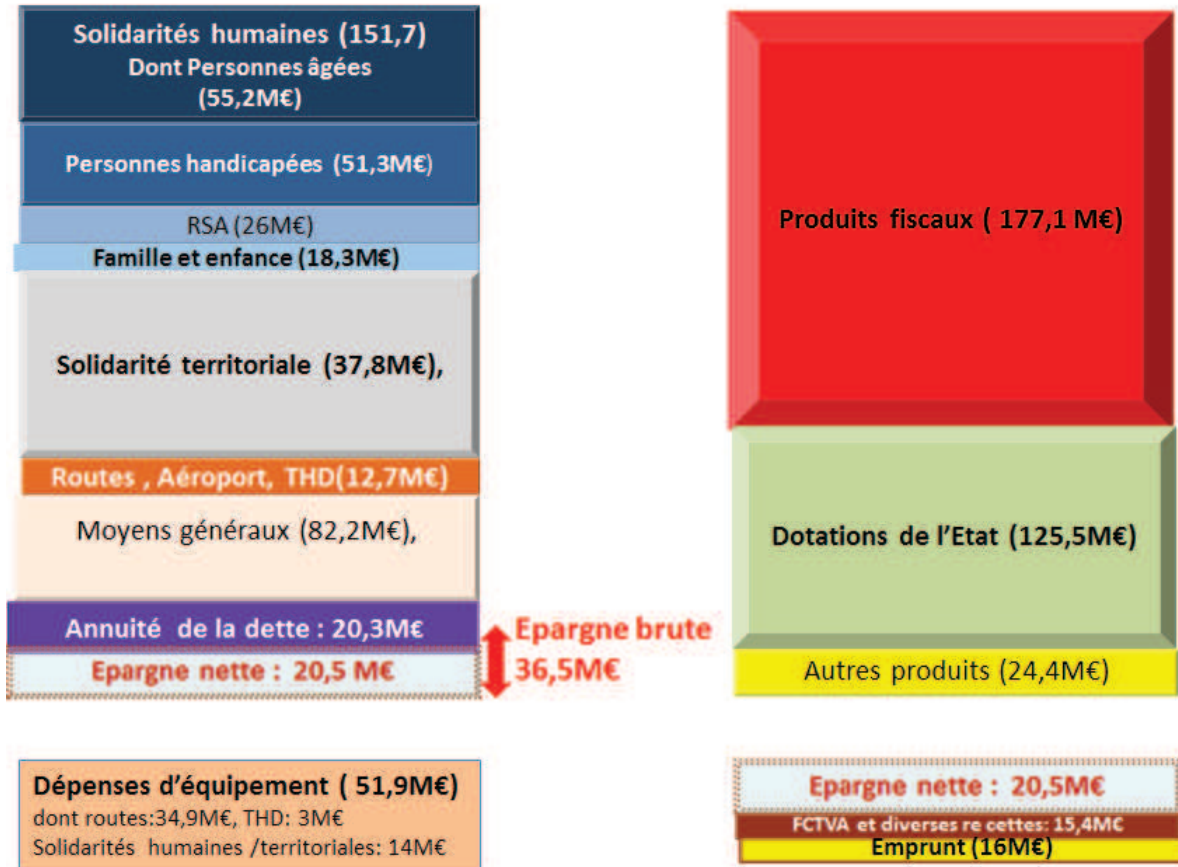 Solidarités humaines (151,7)
Dont Personnes âgées
(55,2M€)
Personnes handicapées (51,3M€)
RSA (26M€)
Famille et enfance (18,3M€)
Solidarité territoriale (37,8M€),
Routes , Aéroport, THD(12,7M€)
Moyens généraux (82,2M€),
Annuité de la dette : 20,3M€
Epargne nette : 20,5 M€
Epargne brute
36,5M€
Produits fiscaux ( 177,1 M€)
Dotations de l'Etat (125,5M€)
Autres produits (24,4M€)
Dépenses d'équipement ( 51,9M€)
dont routes:34,9M€, THD: 3M€
Solidarités humaines /territoriales: 14M€
Epargne nette : 20,5M€
FCTVA et diverses re cettes: 15,4M€
Emprunt (16M€)